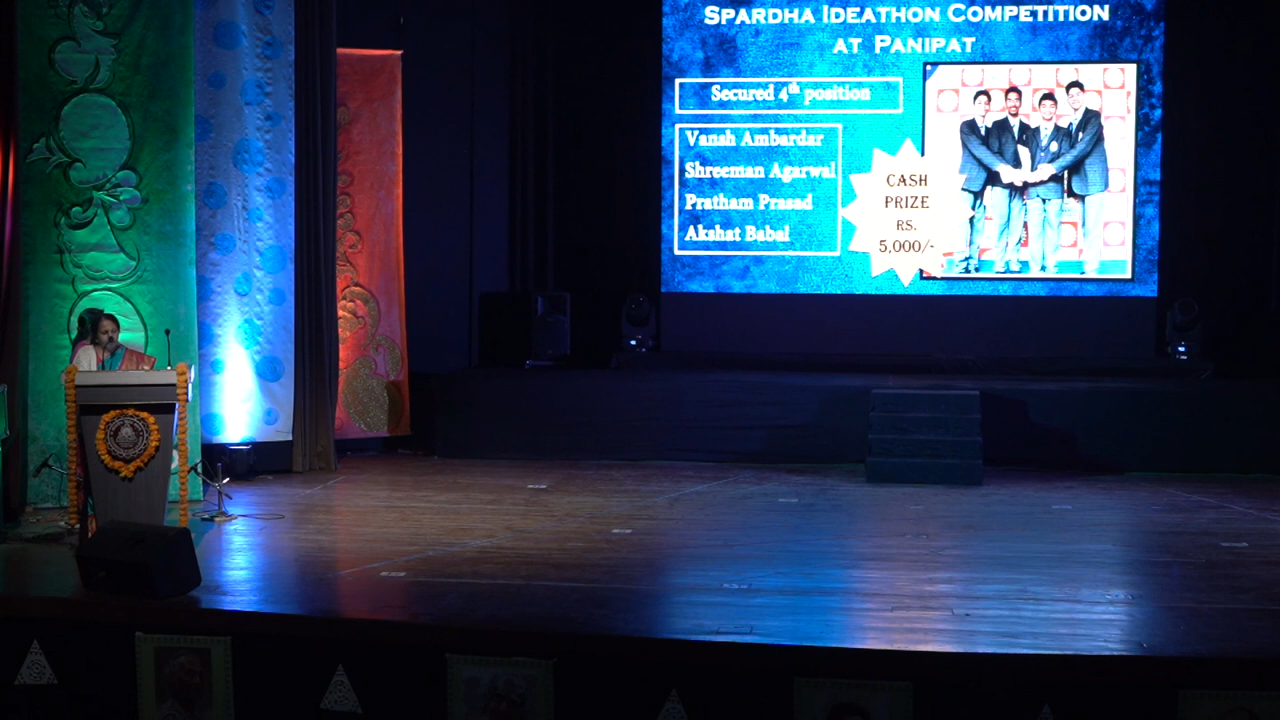 SPARDHA IDEATHON COMPETITION
AT PANIPAT
Secured 4th position
Vansh Ambardar
Shreeman Agarwal
Pratham Prasad
Akshat Babal
CASH
PRIZE
RS.
5,000/-